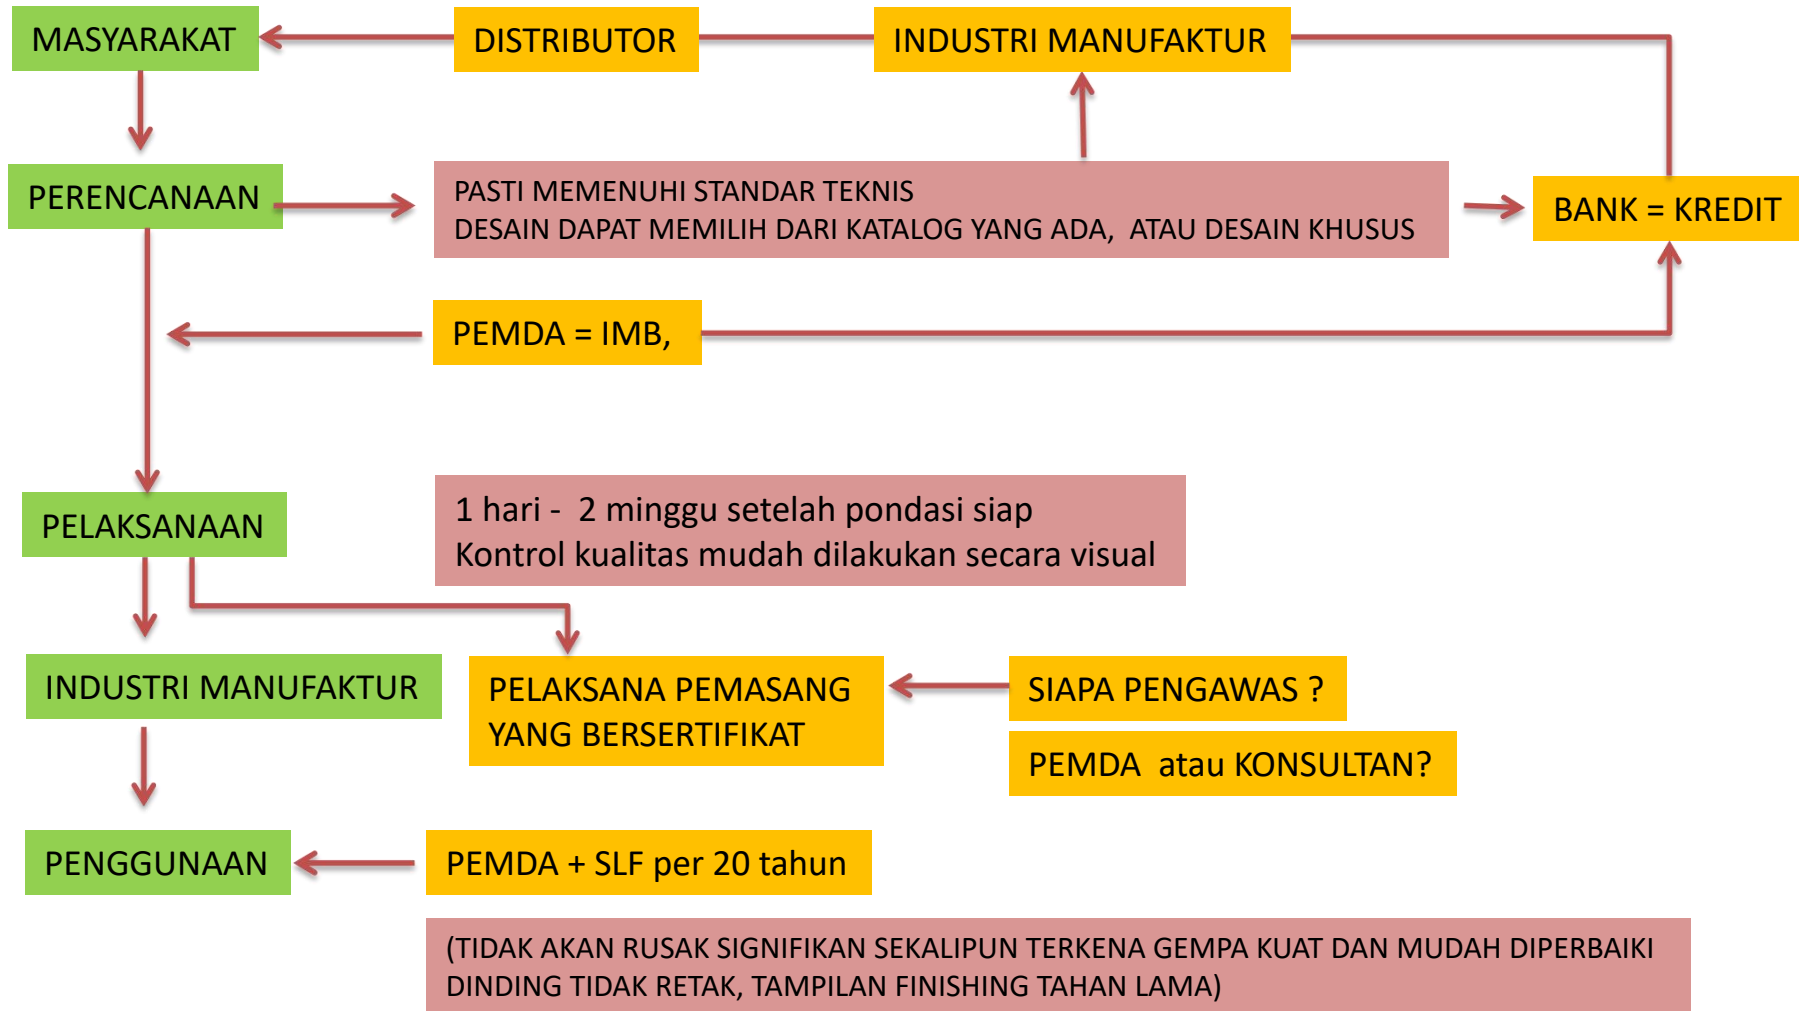 MASYARAKAT
DISTRIBUTOR
INDUSTRI MANUFAKTUR
PERENCANAAN
PASTI MEMENUHI STANDAR TEKNIS
DESAIN DAPAT MEMILIH DARI KATALOG YANG ADA, ATAU DESAIN KHUSUS
BANK = KREDIT
PEMDA = IMB,
PELAKSANAAN
1 hari - 2 minggu setelah pondasi siap
Kontrol kualitas mudah dilakukan secara visual
INDUSTRI MANUFAKTUR
PELAKSANA PEMASANG
YANG BERSERTIFIKAT
SIAPA PENGAWAS ?
PEMDA atau KONSULTAN?
PENGGUNAAN
PEMDA + SLF per 20 tahun
(TIDAK AKAN RUSAK SIGNIFIKAN SEKALIPUN TERKENA GEMPA KUAT DAN MUDAH DIPERBAIKI
DINDING TIDAK RETAK, TAMPILAN FINISHING TAHAN LAMA)